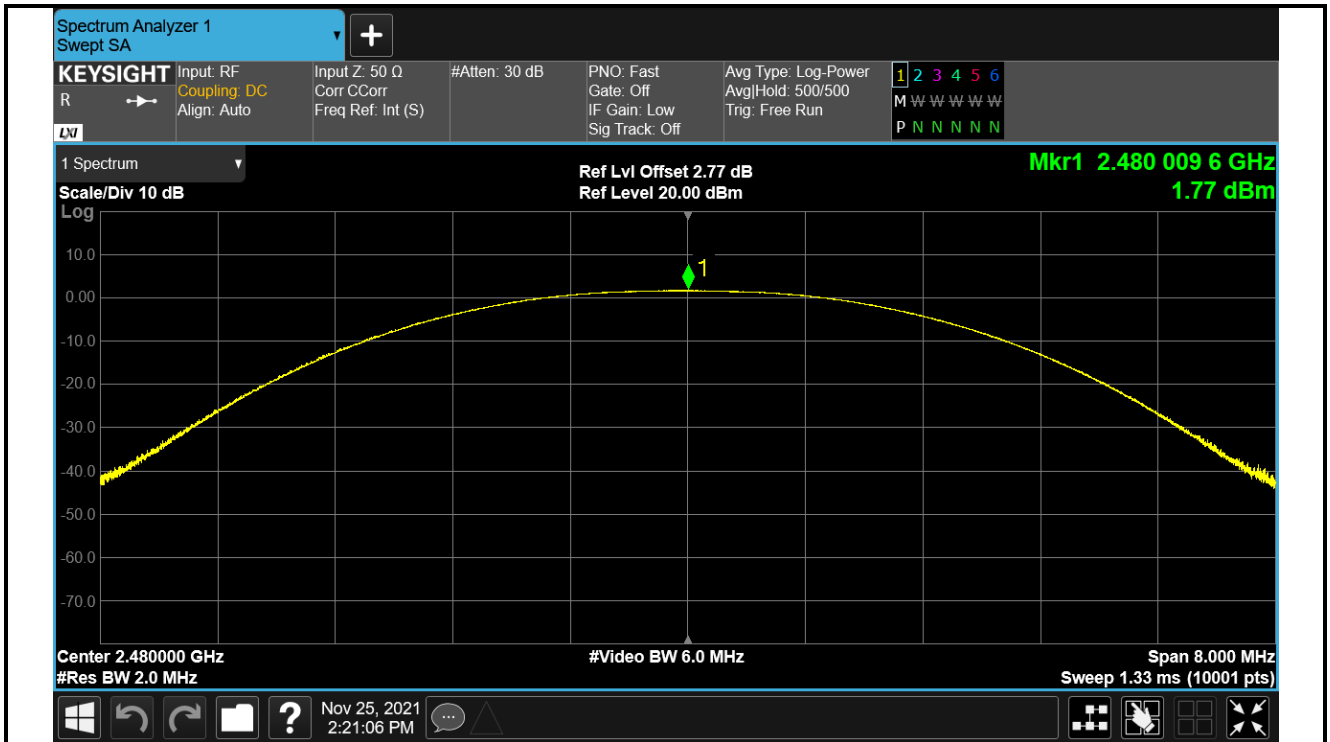 Spectrum Analyzer 1
Swept SA
+
KEYSIGHT
R
LXI
Input: RF
Coupling: DC
Align: Auto
Input Z: 50 Ω
Corr CCorr
Freq Ref: Int (S)
#Atten: 30 dB
PNO: Fast
Gate: Off
IF Gain: Low
Sig Track: Off
Avg Type: Log-Power
Avg|Hold: 500/500
Trig: Free Run
1 2 3 4 5 6
M W W W W W
P N N N N N
1 Spectrum
Scale/Div 10 dB
Log
Ref Lvl Offset 2.77 dB
Ref Level 20.00 dBm
Mkr1 2.480 009 6 GHz
1.77 dBm
1
10.0
0.00
-10.0
-20.0
-30.0
-40.0
-50.0
-60.0
-70.0
Center 2.480000 GHz
#Res BW 2.0 MHz
#Video BW 6.0 MHz
Span 8.000 MHz
Sweep 1.33 ms (10001 pts)
?
Nov 25, 2021
2:21:06 PM